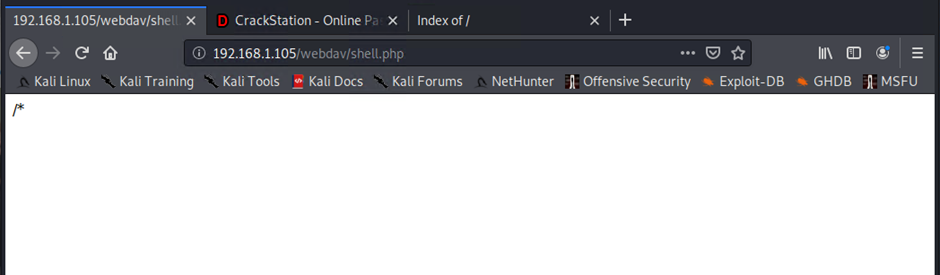 192.168.1.105/webdav/shell
CrackStation - Online Pa
Index of /
192.168.1.105/webdav/shell.php
Kali Linux Kali Training Kali Tools Kali Docs Kali Forums NetHunter Offensive Security Exploit-DB GHDB MSFU
/*